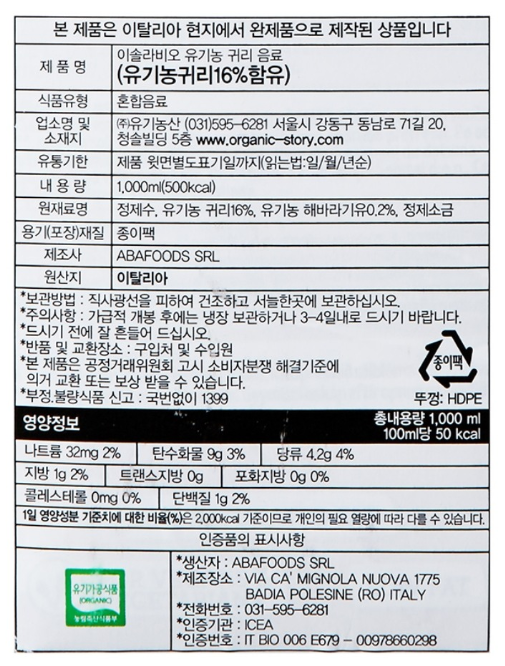 본 제품은 이탈리아 현지에서 완제품으로 제작된 상품입니다
제 품 명
이솔라비오 유기농 귀리 음료
(유기농귀리16%함유)
식품유형
혼합음료
업소명 및
소재지
㈜유기농산 (031)595-6281 서울시 강동구 동남로 71길 20,
청솔빌딩 5층 www.organic-story.com
유통기한
제품 윗면별도표기일까지(읽는법:일/월/년순)
내 용 량
1,000ml(500kcal)
원재료명
정제수, 유기농 귀리16%, 유기농 해바라기유0.2%, 정제소금
용기(포장)재질
종이팩
제조사
ABAFOODS SRL
원산지
이탈리아
*보관방법 : 직사광선을 피하여 건조하고 서늘한곳에 보관하십시오.
*주의사항 : 가급적 개봉 후에는 냉장 보관하거나 3-4일내로 드시기 바랍니다.
*드시기 전에 잘 흔들어 드십시오.
*반품 및 교환장소 : 구입처 및 수입원
*본 제품은 공정거래위원회 고시 소비자분쟁 해결기준에
의거 교환 또는 보상 받을 수 있습니다.
*부정,불량식품 신고 : 국번없이 1399
종이팩
뚜껑: HDPE
영양정보
총내용량 1,000 ml
100ml당 50 kcal
나트륨 32mg 2%
탄수화물 9g 3%
당류 4.2g 4%
지방 1g 2%
트랜스지방 0g
포화지방 0g 0%
콜레스테롤 0mg 0%
단백질 1g 2%
1일 영양성분 기준치에 대한 비율(%)은 2,000kcal 기준이므로 개인의 필요 열량에 따라 다를 수 있습니다.
인증품의 표시사항
유기가공식품
(ORGANIC)
농림축산식품부
*생산자 : ABAFOODS SRL
*제조장소 : VIA CA' MIGNOLA NUOVA 1775
BADIA POLESINE (RO) ITALY
*전화번호 : 031-595-6281
*인증기관 : ICEA
*인증번호 : IT BIO 006 E679 - 00978660298